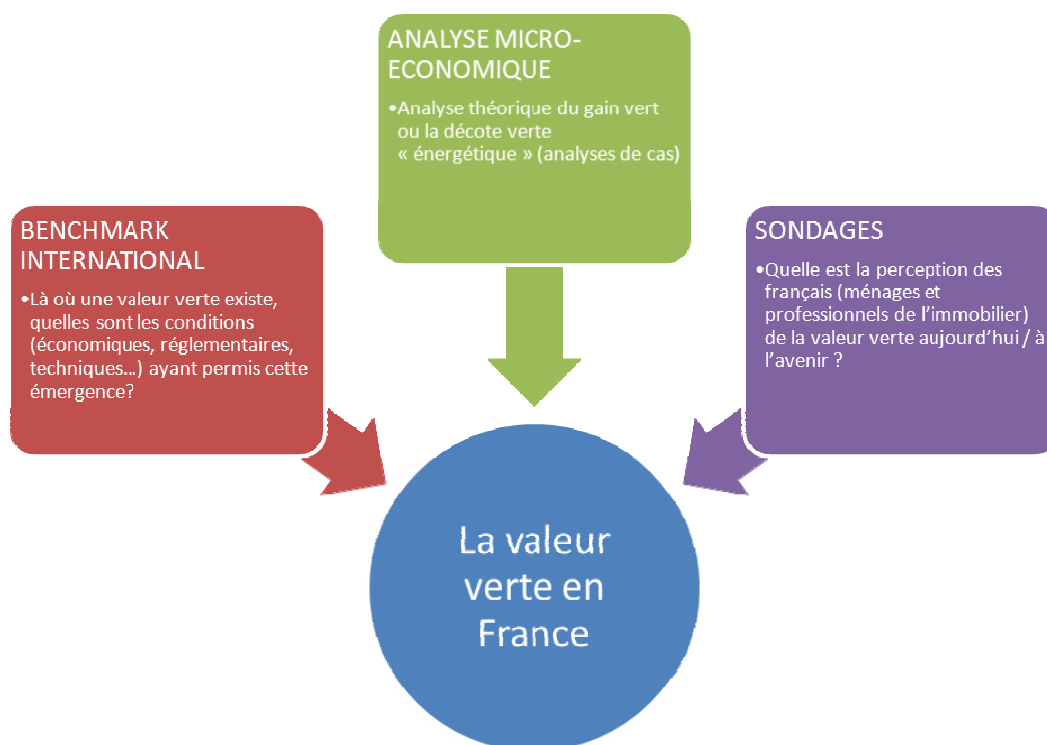 ANALYSE MICRO-
ECONOMIQUE
•Analyse théorique du gain vert
ou la décote verte
« énergétique » (analyses de cas)
BENCHMARK
INTERNATIONAL
•Là où une valeur verte existe,
quelles sont les conditions
(économiques, réglementaires,
techniques...) ayant permis cette
émergence?
SONDAGES
•Quelle est la perception des
français (ménages et
professionnels de l'immobilier)
de la valeur verte aujourd'hui / à
l'avenir ?
La valeur
verte en
France